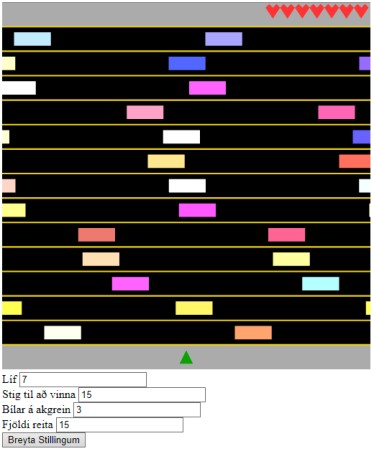 Líf 7
Stig til að vinna 15
Bílar á akgrein 3
Fjöldi reita 15
Breyta Stillingum